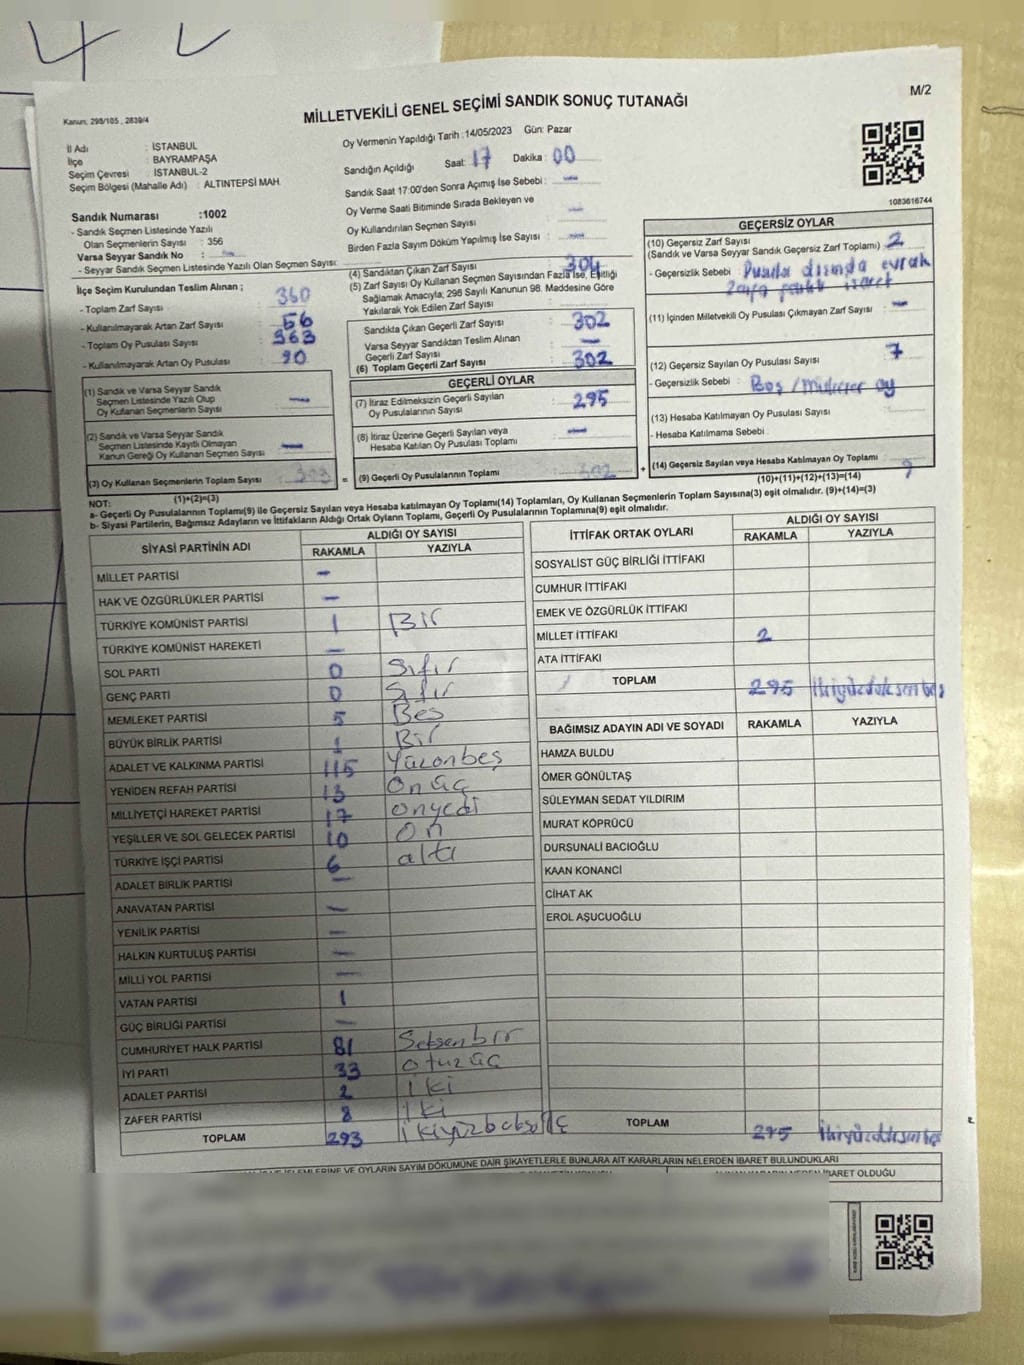 M/2
Kanun: 298/105 , 2839/4
MİLLETVEKİLİ GENEL SEÇİMİ SANDIK SONUÇ TUTANAĞI
İl Adı : İSTANBUL
İlçe : BAYRAMPAŞA
Seçim Çevresi : İSTANBUL-2
Seçim Bölgesi (Mahalle Adı) : ALTINTEPSİ MAH
Sandık Numarası :1002
- Sandık Seçmen Listesinde Yazılı
Olan Seçmenlerin Sayısı : 356
Varsa Seyyar Sandık No : -
- Seyyar Sandık Seçmen Listesinde Yazılı Olan Seçmen Sayısı:
Oy Vermenin Yapıldığı Tarih :14/05/2023 Gün: Pazar
Sandığın Açıldığı Saat: 17 Dakika : 00
Sandık Saat 17:00'den Sonra Açımış İse Sebebi : -
Oy Verme Saati Bitiminde Sırada Bekleyen ve
Oy Kullandırılan Seçmen Sayısı : -
Birden Fazla Sayım Döküm Yapılmış İse Sayısı : -
1083616744
İlçe Seçim Kurulundan Teslim Alınan ;
- Toplam Zarf Sayısı : 360
- Kullanılmayarak Artan Zarf Sayısı : 56
- Toplam Oy Pusulası Sayısı : 363
- Kullanılmayarak Artan Oy Pusulası : 90
(1) Sandık ve Varsa Seyyar Sandık
Seçmen Listesinde Yazılı Olup
Oy Kullanan Seçmenlerin Sayısı : -
(2) Sandık ve Varsa Seyyar Sandık
Seçmen Listesinde Kayıtlı Olmayan
Kanun Gereği Oy Kullanan Seçmen Sayısı : -
(3) Oy Kullanan Seçmenlerin Toplam Sayısı : 303
(1)+(2)=(3)
(4) Sandıktan Çıkan Zarf Sayısı : 304
(5) Zarf Sayısı Oy Kullanan Seçmen Sayısından Fazla İse, Eşitliği
Sağlamak Amacıyla, 298 Sayılı Kanunun 98. Maddesine Göre
Yakılarak Yok Edilen Zarf Sayısı :
Sandıkta Çıkan Geçerli Zarf Sayısı : 302
Varsa Seyyar Sandıktan Teslim Alınan
Geçerli Zarf Sayısı : -
(6) Toplam Geçerli Zarf Sayısı : 302
GEÇERLİ OYLAR
(7) İtiraz Edilmeksizin Geçerli Sayılan
Oy Pusulalarının Sayısı : 295
(8) İtiraz Üzerine Geçerli Sayılan veya
Hesaba Katılan Oy Pusulası Toplamı : -
= (9) Geçerli Oy Pusulalarının Toplamı : 302 +
GEÇERSİZ OYLAR
(10) Geçersiz Zarf Sayısı
(Sandık ve Varsa Seyyar Sandık Geçersiz Zarf Toplamı) : 2
- Geçersizlik Sebebi : Pusula dışında evrak
(11) İçinden Milletvekili Oy Pusulası Çıkmayan Zarf Sayısı : -
(12) Geçersiz Sayılan Oy Pusulası Sayısı : 7
- Geçersizlik Sebebi : Boş / oy
(13) Hesaba Katılmayan Oy Pusulası Sayısı :
- Hesaba Katılmama Sebebi :
(14) Geçersiz Sayılan veya Hesaba Katılmayan Oy Toplamı :
(10)+(11)+(12)+(13)=(14)
NOT:
a- Geçerli Oy Pusulalarının Toplamı(9) ile Geçersiz Sayılan veya Hesaba katılmayan Oy Toplamı(14) Toplamları, Oy Kullanan Seçmenlerin Toplam Sayısına(3) eşit olmalıdır. (9)+(14)=(3)
b- Siyasi Partilerin, Bağımsız Adayların ve İttifakların Aldığı Ortak Oyların Toplamı, Geçerli Oy Pusulalarının Toplamına(9) eşit olmalıdır.
SİYASİ PARTİNİN ADI ALDIĞI OY SAYISI
RAKAMLA YAZIYLA
MİLLET PARTİSİ -
HAK VE ÖZGÜRLÜKLER PARTİSİ -
TÜRKİYE KOMÜNİST PARTİSİ 1 Bir
TÜRKİYE KOMÜNİST HAREKETİ -
SOL PARTİ 0 Sıfır
GENÇ PARTİ 0 Sıfır
MEMLEKET PARTİSİ 5 Beş
BÜYÜK BİRLİK PARTİSİ 1 Bir
ADALET VE KALKINMA PARTİSİ 115 Yüzonbeş
YENİDEN REFAH PARTİSİ 13 Onüç
MİLLİYETÇİ HAREKET PARTİSİ 17 onyedi
YEŞİLLER VE SOL GELECEK PARTİSİ 10 On
TÜRKİYE İŞÇİ PARTİSİ 6 altı
ADALET BİRLİK PARTİSİ -
ANAVATAN PARTİSİ -
YENİLİK PARTİSİ -
HALKIN KURTULUŞ PARTİSİ -
MİLLİ YOL PARTİSİ -
VATAN PARTİSİ 1
GÜÇ BİRLİĞİ PARTİSİ -
CUMHURİYET HALK PARTİSİ 81 Seksenbir
İYİ PARTİ 33 otuzüç
ADALET PARTİSİ 2 iki
ZAFER PARTİSİ 8 iki
TOPLAM 293
İTTİFAK ORTAK OYLARI ALDIĞI OY SAYISI
RAKAMLA YAZIYLA
SOSYALİST GÜÇ BİRLİĞİ İTTİFAKI
CUMHUR İTTİFAKI
EMEK VE ÖZGÜRLÜK İTTİFAKI
MİLLET İTTİFAKI 2
ATA İTTİFAKI
TOPLAM 295 ikiyüzdoksenbeş
BAĞIMSIZ ADAYIN ADI VE SOYADI RAKAMLA YAZIYLA
HAMZA BULDU
ÖMER GÖNÜLTAŞ
SÜLEYMAN SEDAT YILDIRIM
MURAT KÖPRÜCÜ
DURSUNALİ BACIOĞLU
KAAN KONANCİ
CİHAT AK
EROL AŞUCUOĞLU
TOPLAM 295
İŞLEMLERİNE VE OYLARIN SAYIM DÖKÜMÜNE DAİR ŞİKAYETLERLE BUNLARA AİT KARARLARIN NELERDEN İBARET BULUNDUKLARI
İBARET OLDUĞU